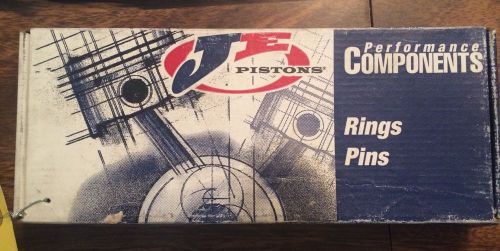 JE
PISTONS®
Performance
COMPONENTS
Rings
Pins